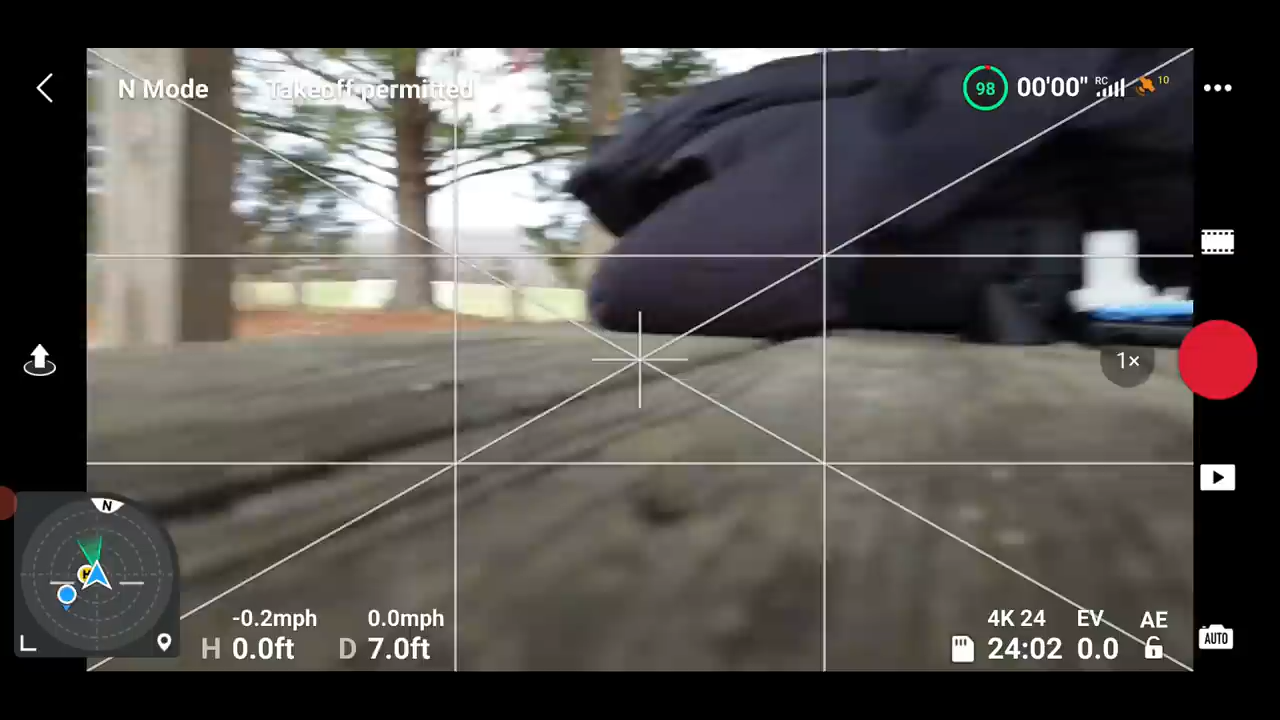 N Mode Takeoff permitted
98 00'00" RC 10
1×
N
H
-0.2mph 0.0mph
H 0.0ft D 7.0ft
4K 24 EV AE
24:02 0.0
AUTO